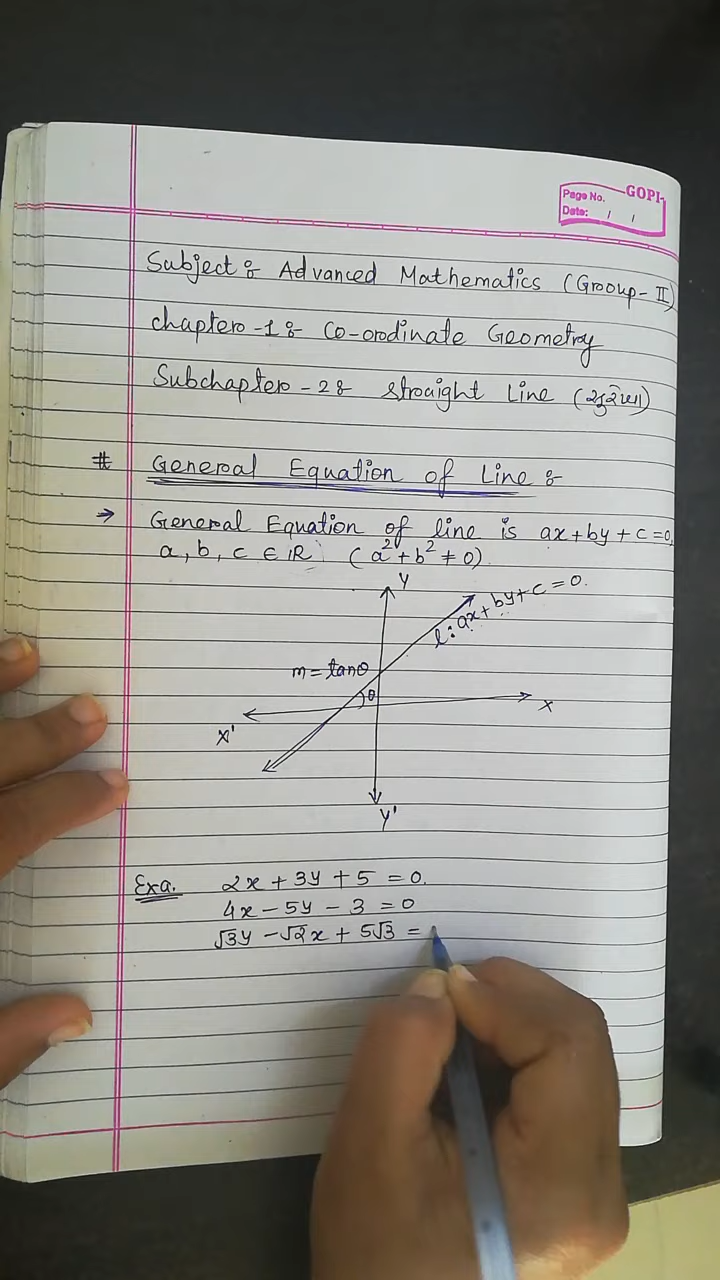 GOPI
Page No.
Date: / /
Subject : Advanced Mathematics (Group-II)
chapter-1 : Co-ordinate Geometry
Subchapter-2 : straight Line (સુરેખા)
# General Equation of Line :
→ General Equation of line is ax+by+c=0,
a, b, c ∈ IR (a²+b² ≠ 0)
Y
l: ax+by+c=0.
m=tanθ
θ
X
X'
Y'
Exa. 2x + 3y + 5 = 0.
4x - 5y - 3 = 0
√3y - √2x + 5√3 =